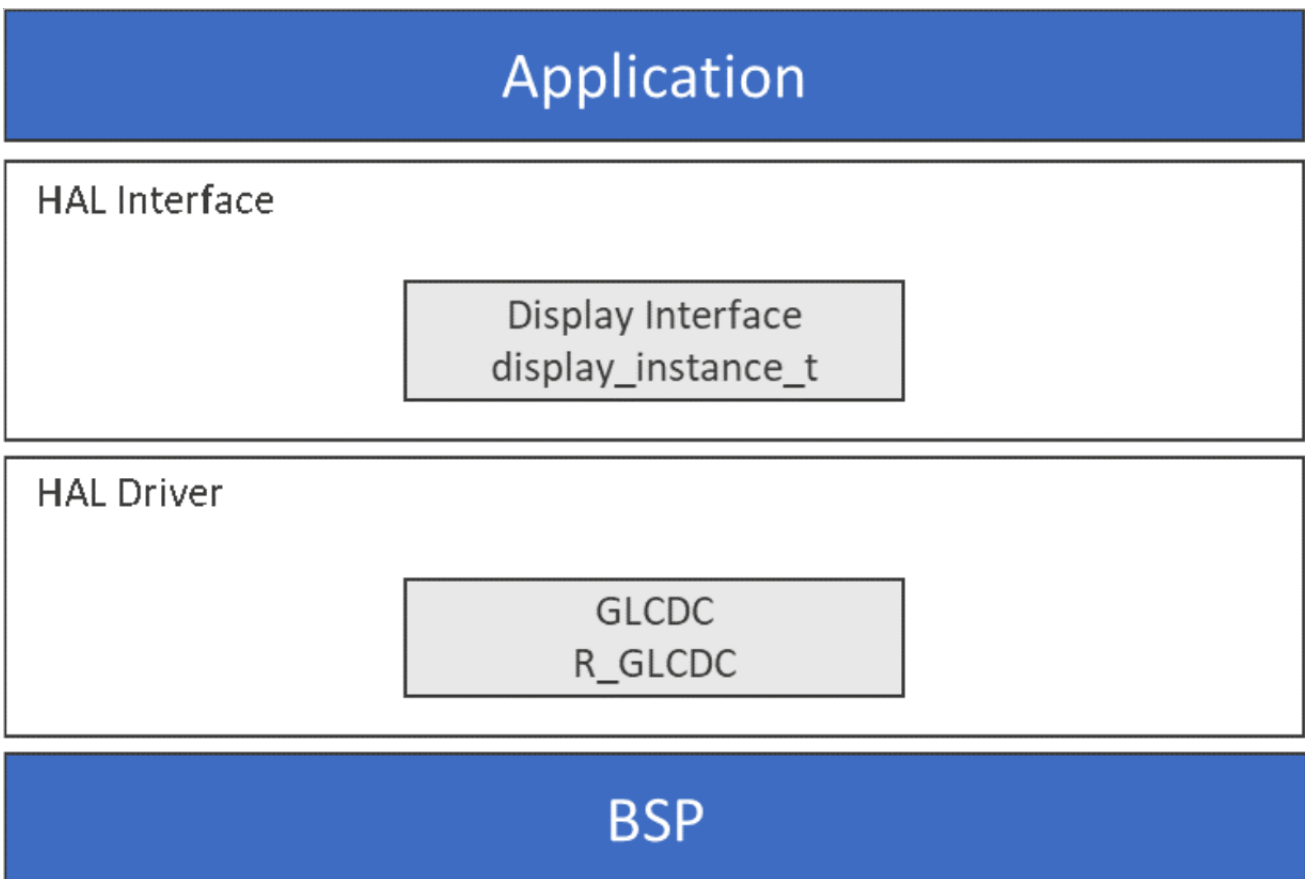 Application
HAL Interface
Display Interface
display_instance_t
HAL Driver
GLCDC
R_GLCDC
BSP